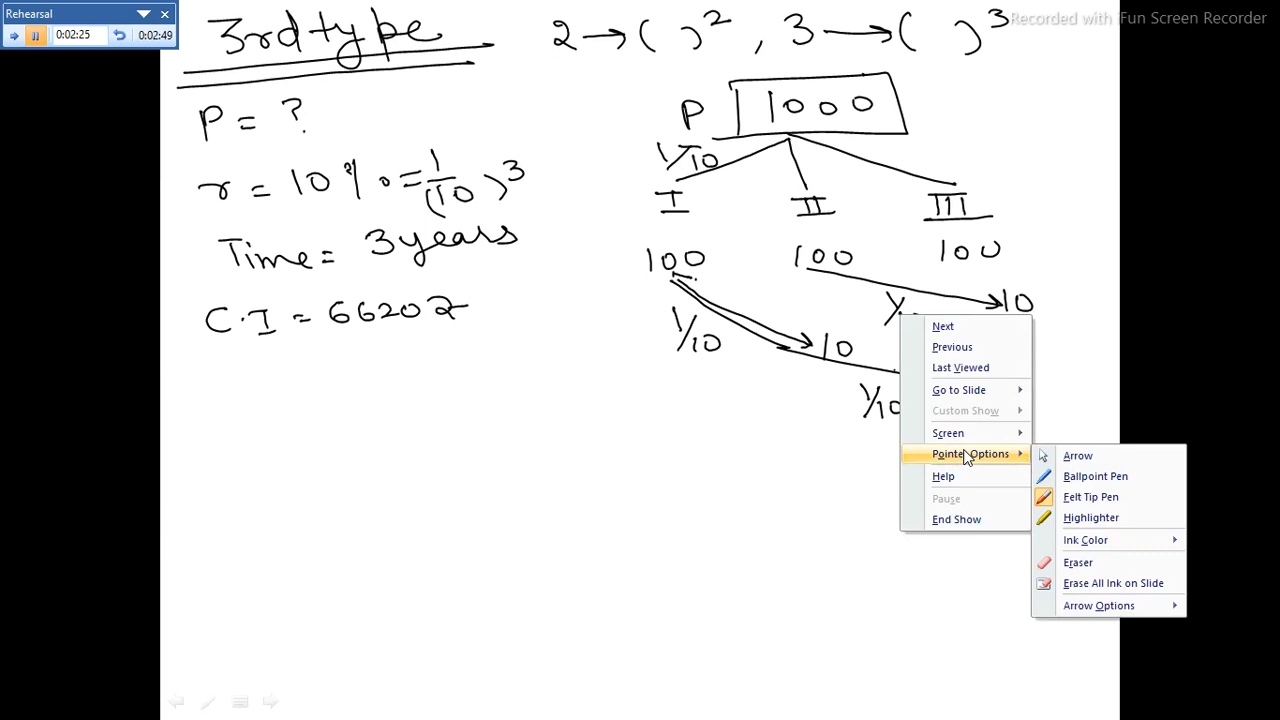 Rehearsal
0:02:25
0:02:49
Recorded with iFun Screen Recorder
3rd type
2→( )², 3→( )³
P = ?
r = 10% = (1/10)³
Time = 3 years
C.I = 6620
P 1000
1/10
I II III
100 100 100
10
1/10 10
1/10
Next
Previous
Last Viewed
Go to Slide
Custom Show
Screen
Pointer Options
Help
Pause
End Show
Arrow
Ballpoint Pen
Felt Tip Pen
Highlighter
Ink Color
Eraser
Erase All Ink on Slide
Arrow Options